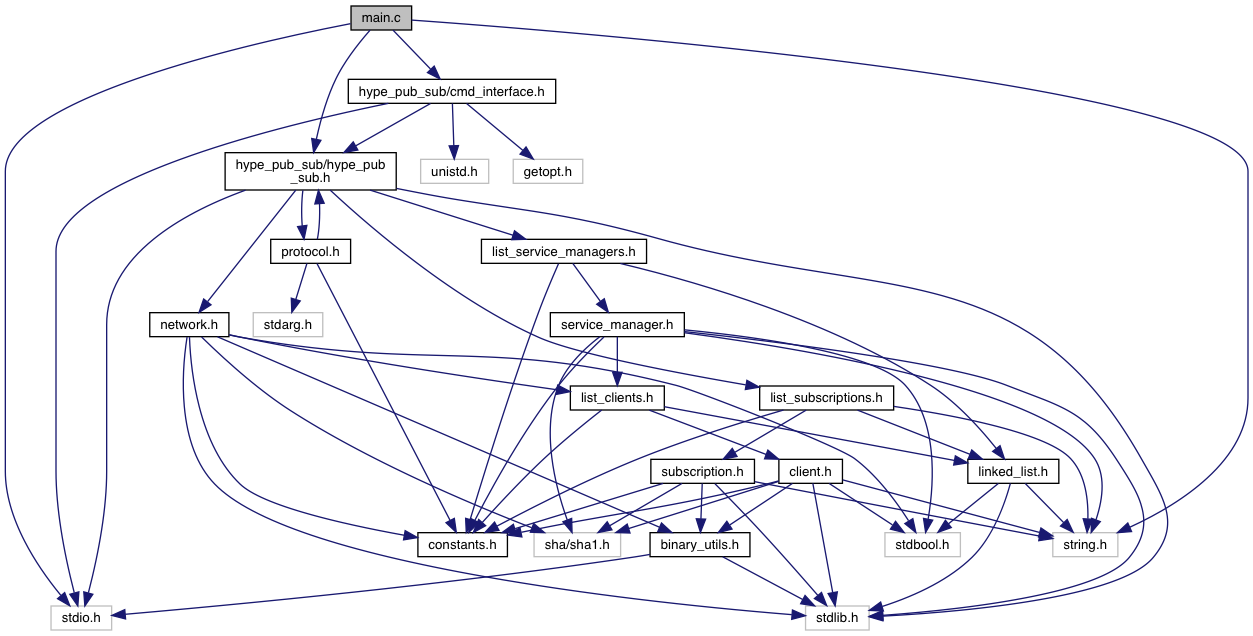 main.c
hype_pub_sub/cmd_interface.h
hype_pub_sub/hype_pub
_sub.h
unistd.h
getopt.h
protocol.h
list_service_managers.h
network.h
stdarg.h
service_manager.h
list_clients.h
list_subscriptions.h
subscription.h
client.h
linked_list.h
constants.h
sha/sha1.h
binary_utils.h
stdbool.h
string.h
stdio.h
stdlib.h